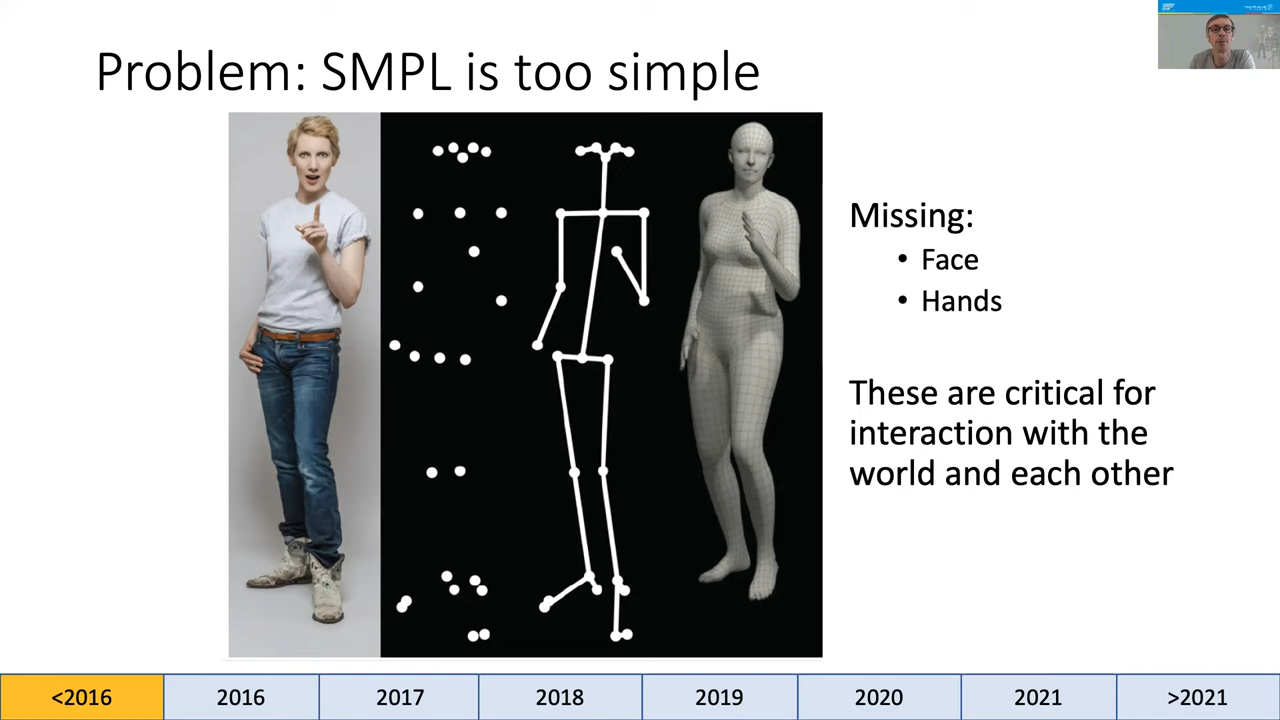 Problem: SMPL is too simple
Missing:
• Face
• Hands
These are critical for
interaction with the
world and each other
<2016
2016
2017
2018
2019
2020
2021
>2021